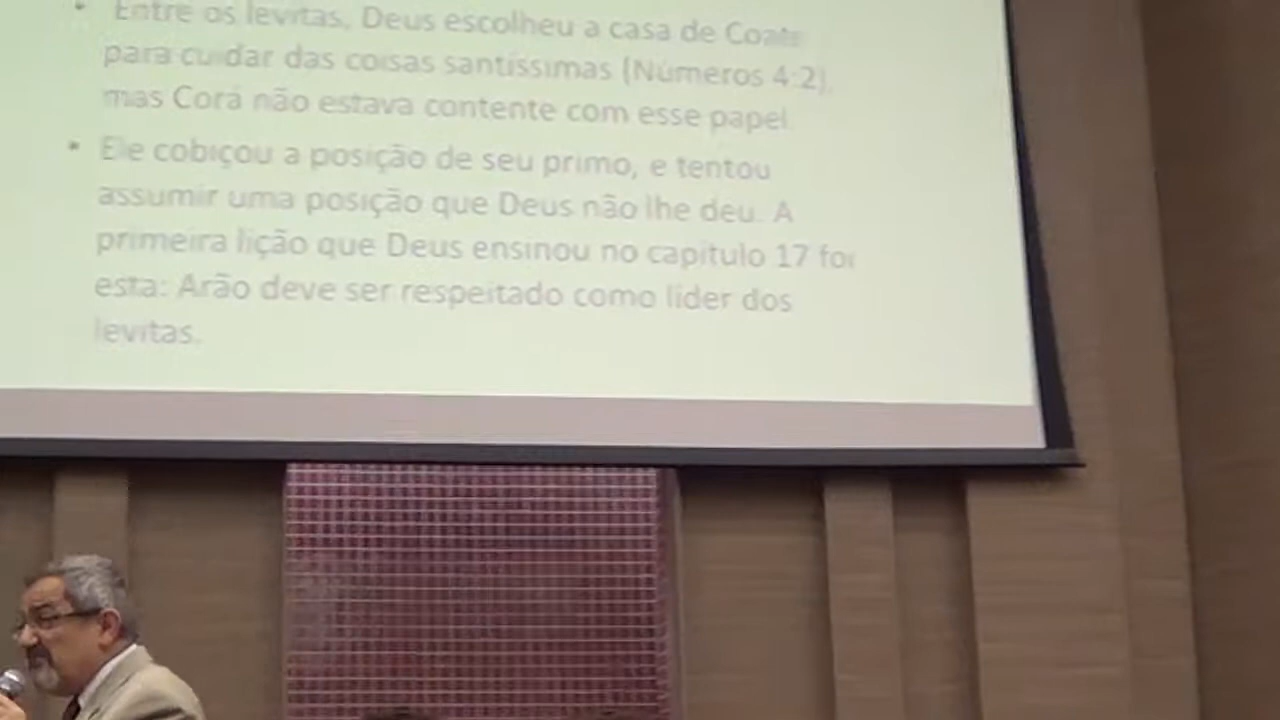 • Entre os levitas, Deus escolheu a casa de Coate
para cuidar das coisas santíssimas (Números 4:2),
mas Corá não estava contente com esse papel.
• Ele cobiçou a posição de seu primo, e tentou
assumir uma posição que Deus não lhe deu. A
primeira lição que Deus ensinou no capítulo 17 foi
esta: Arão deve ser respeitado como líder dos
levitas.